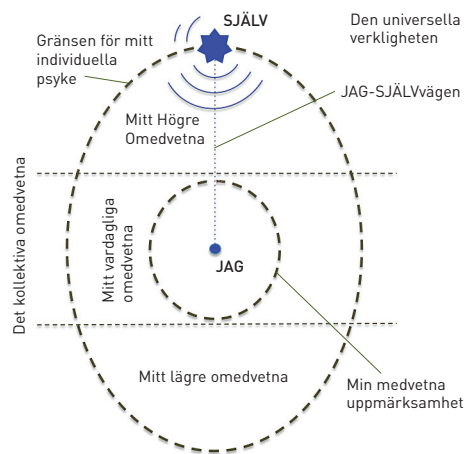 SJÄLV
Den universella
verkligheten
Gränsen för mitt
individuella
psyke
JAG-SJÄLVvägen
Mitt Högre
Omedvetna
Det kollektiva omedvetna
Mitt vardagliga
omedvetna
JAG
Mitt lägre omedvetna
Min medvetna
uppmärksamhet